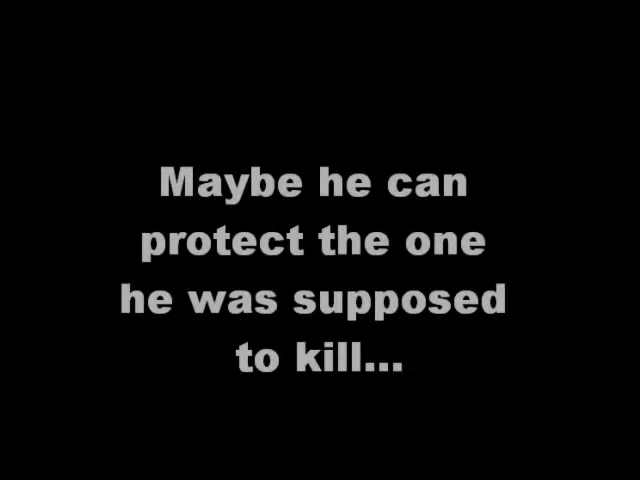 Maybe he can
protect the one
he was supposed
to kill...